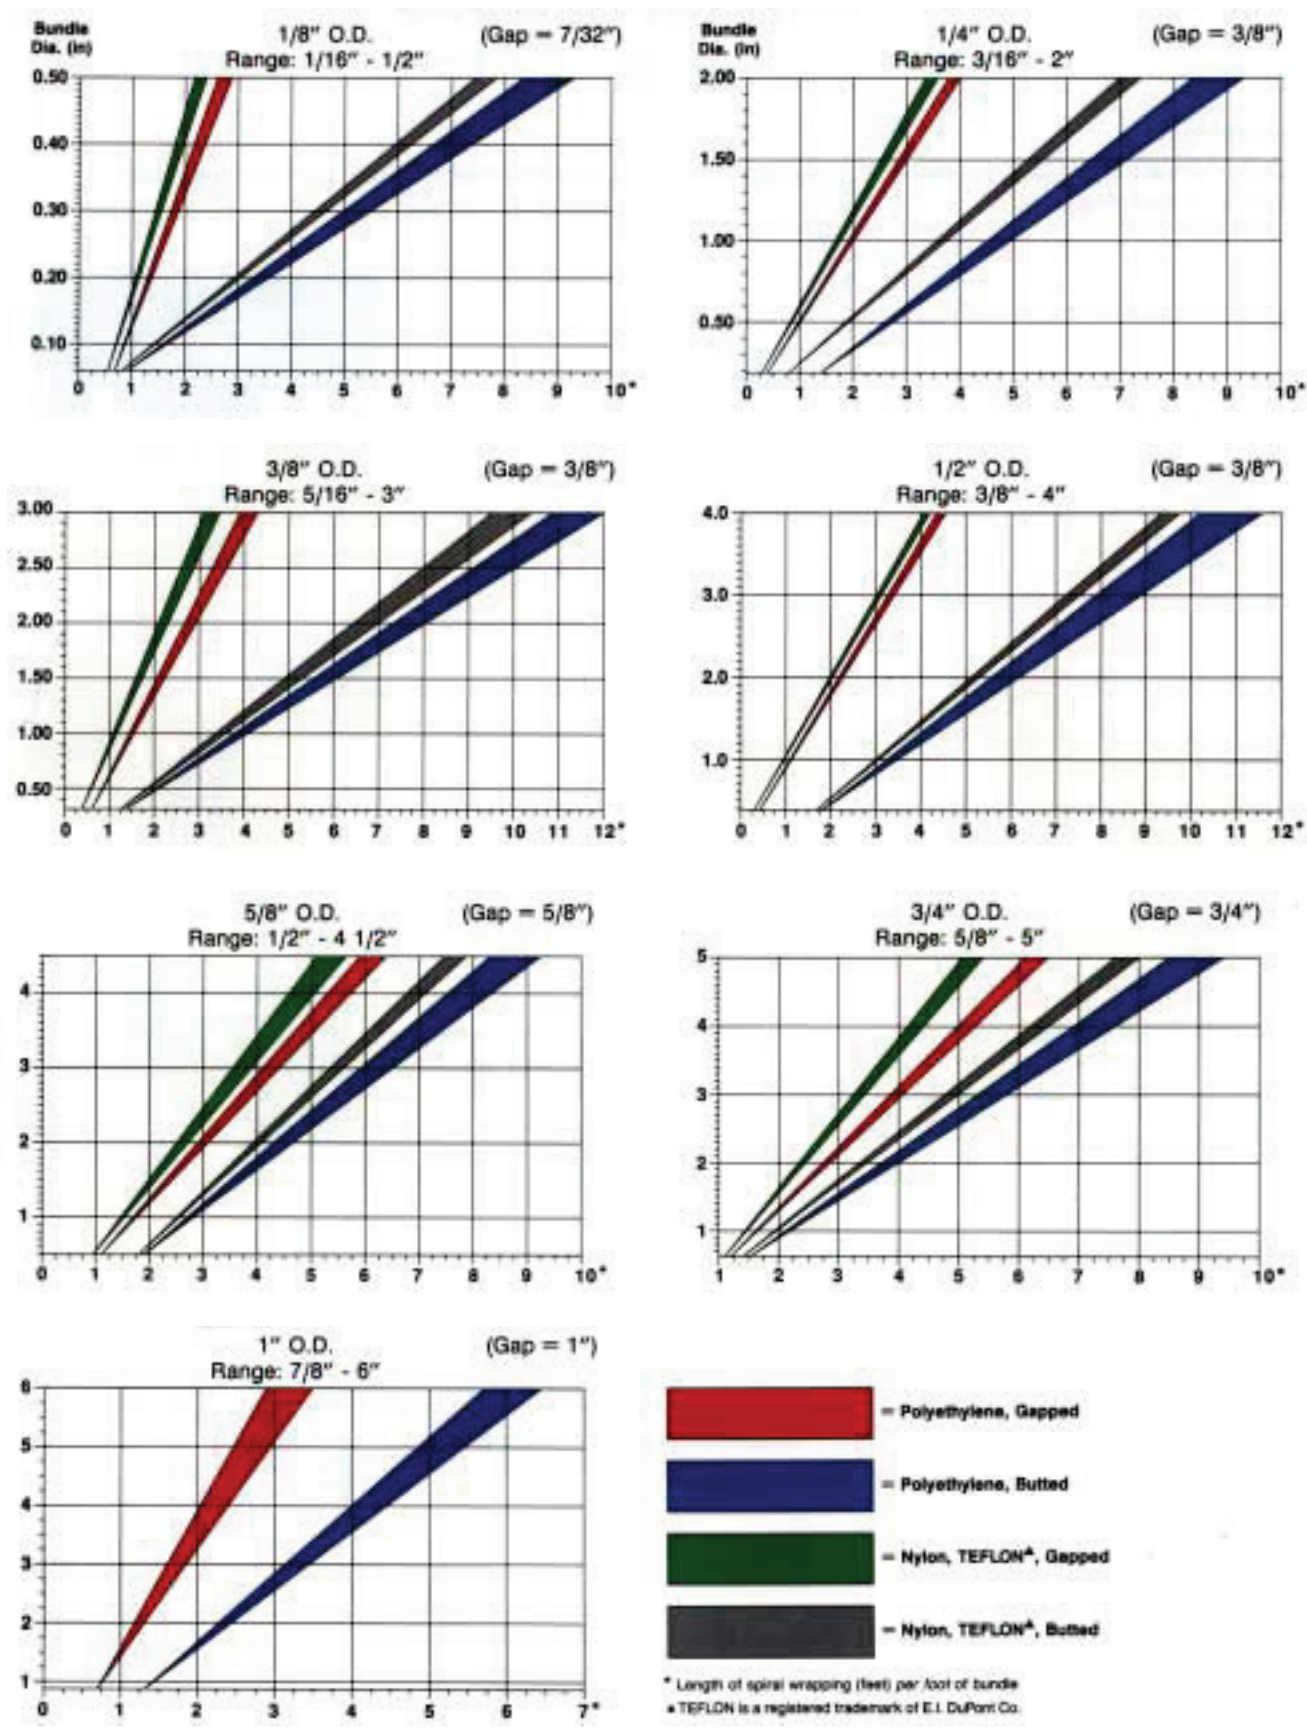 Bundle
Dia. (in)
1/8" O.D.
(Gap = 7/32")
Range: 1/16" - 1/2"
0.50
0.40
0.30
0.20
0.10
0 1 2 3 4 5 6 7 8 9 10*
Bundle
Dia. (in)
1/4" O.D.
(Gap = 3/8")
Range: 3/16" - 2"
2.00
1.50
1.00
0.50
0 1 2 3 4 5 6 7 8 9 10*
3/8" O.D.
(Gap = 3/8")
Range: 5/16" - 3"
3.00
2.50
2.00
1.50
1.00
0.50
0 1 2 3 4 5 6 7 8 9 10 11 12*
1/2" O.D.
(Gap = 3/8")
Range: 3/8" - 4"
4.0
3.0
2.0
1.0
0 1 2 3 4 5 6 7 8 9 10 11 12*
5/8" O.D.
(Gap = 5/8")
Range: 1/2" - 4 1/2"
4
3
2
1
0 1 2 3 4 5 6 7 8 9 10*
3/4" O.D.
(Gap = 3/4")
Range: 5/8" - 5"
5
4
3
2
1
1 2 3 4 5 6 7 8 9 10*
1" O.D.
(Gap = 1")
Range: 7/8" - 6"
6
5
4
3
2
1
0 1 2 3 4 5 6 7*
= Polyethylene, Gapped
= Polyethylene, Butted
= Nylon, TEFLON▲, Gapped
= Nylon, TEFLON▲, Butted
* Length of spiral wrapping (feet) per foot of bundle
▲ TEFLON is a registered trademark of E.I. DuPont Co.